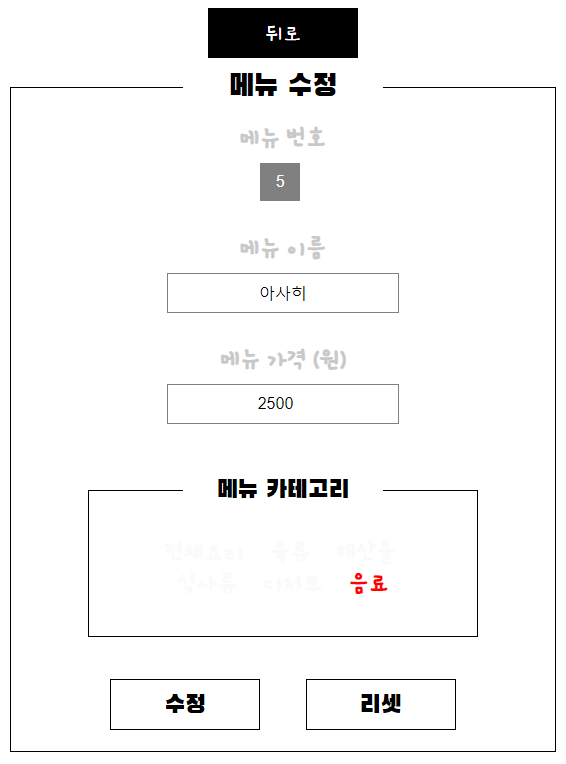 뒤로
메뉴 수정
메뉴 번호
5
메뉴 이름
아사히
메뉴 가격 (원)
2500
메뉴 카테고리
전채요리 육류 해산물
식사류 디저트 음료
수정 리셋